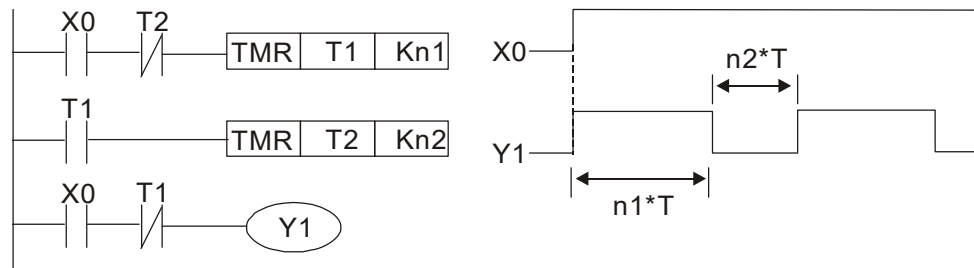 X0 T2
TMR T1 Kn1
T1
TMR T2 Kn2
X0 T1
Y1
X0
n2*T
Y1
n1*T